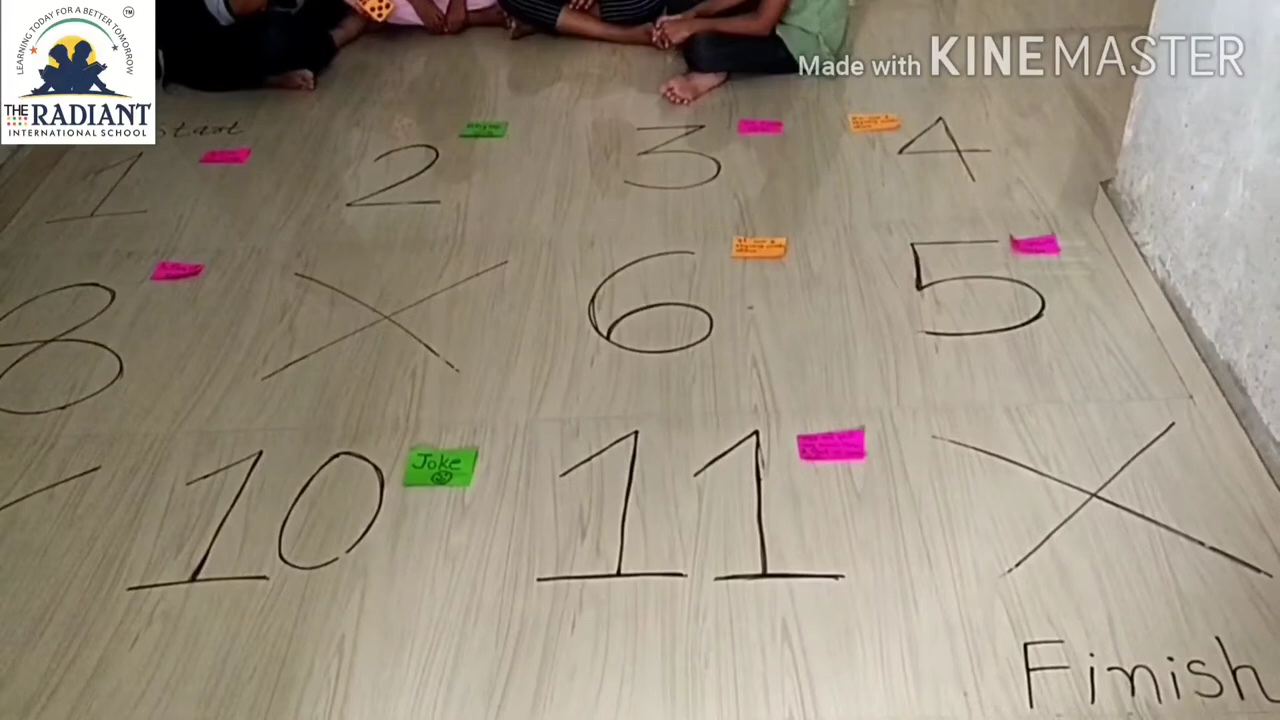 LEARNING TODAY FOR A BETTER TOMORROW
TM
THE RADIANT
INTERNATIONAL SCHOOL
Made with KINEMASTER
Start
1 2 3 4
8 X 6 5
10 Joke 11 X
Finish